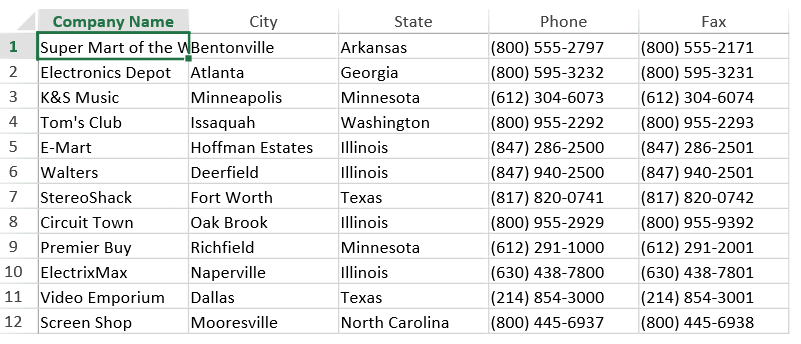 Company Name City State Phone Fax
1 Super Mart of the Bentonville Arkansas (800) 555-2797 (800) 555-2171
2 Electronics Depot Atlanta Georgia (800) 595-3232 (800) 595-3231
3 K&S Music Minneapolis Minnesota (612) 304-6073 (612) 304-6074
4 Tom's Club Issaquah Washington (800) 955-2292 (800) 955-2293
5 E-Mart Hoffman Estates Illinois (847) 286-2500 (847) 286-2501
6 Walters Deerfield Illinois (847) 940-2500 (847) 940-2501
7 StereoShack Fort Worth Texas (817) 820-0741 (817) 820-0742
8 Circuit Town Oak Brook Illinois (800) 955-2929 (800) 955-9392
9 Premier Buy Richfield Minnesota (612) 291-1000 (612) 291-2001
10 ElectrixMax Naperville Illinois (630) 438-7800 (630) 438-7801
11 Video Emporium Dallas Texas (214) 854-3000 (214) 854-3001
12 Screen Shop Mooresville North Carolina (800) 445-6937 (800) 445-6938